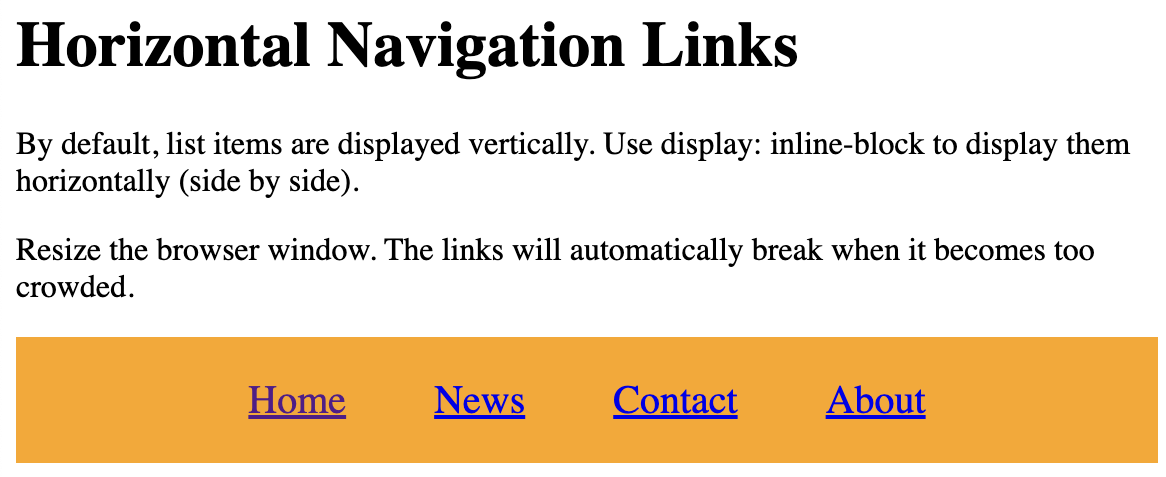 Horizontal Navigation Links
By default, list items are displayed vertically. Use display: inline-block to display them
horizontally (side by side).
Resize the browser window. The links will automatically break when it becomes too
crowded.
Home News Contact About